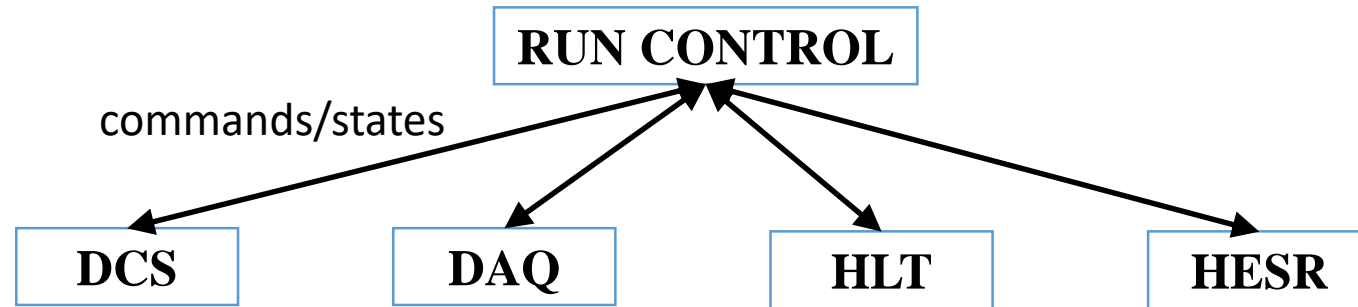 RUN CONTROL
commands/states
DCS
DAQ
HLT
HESR